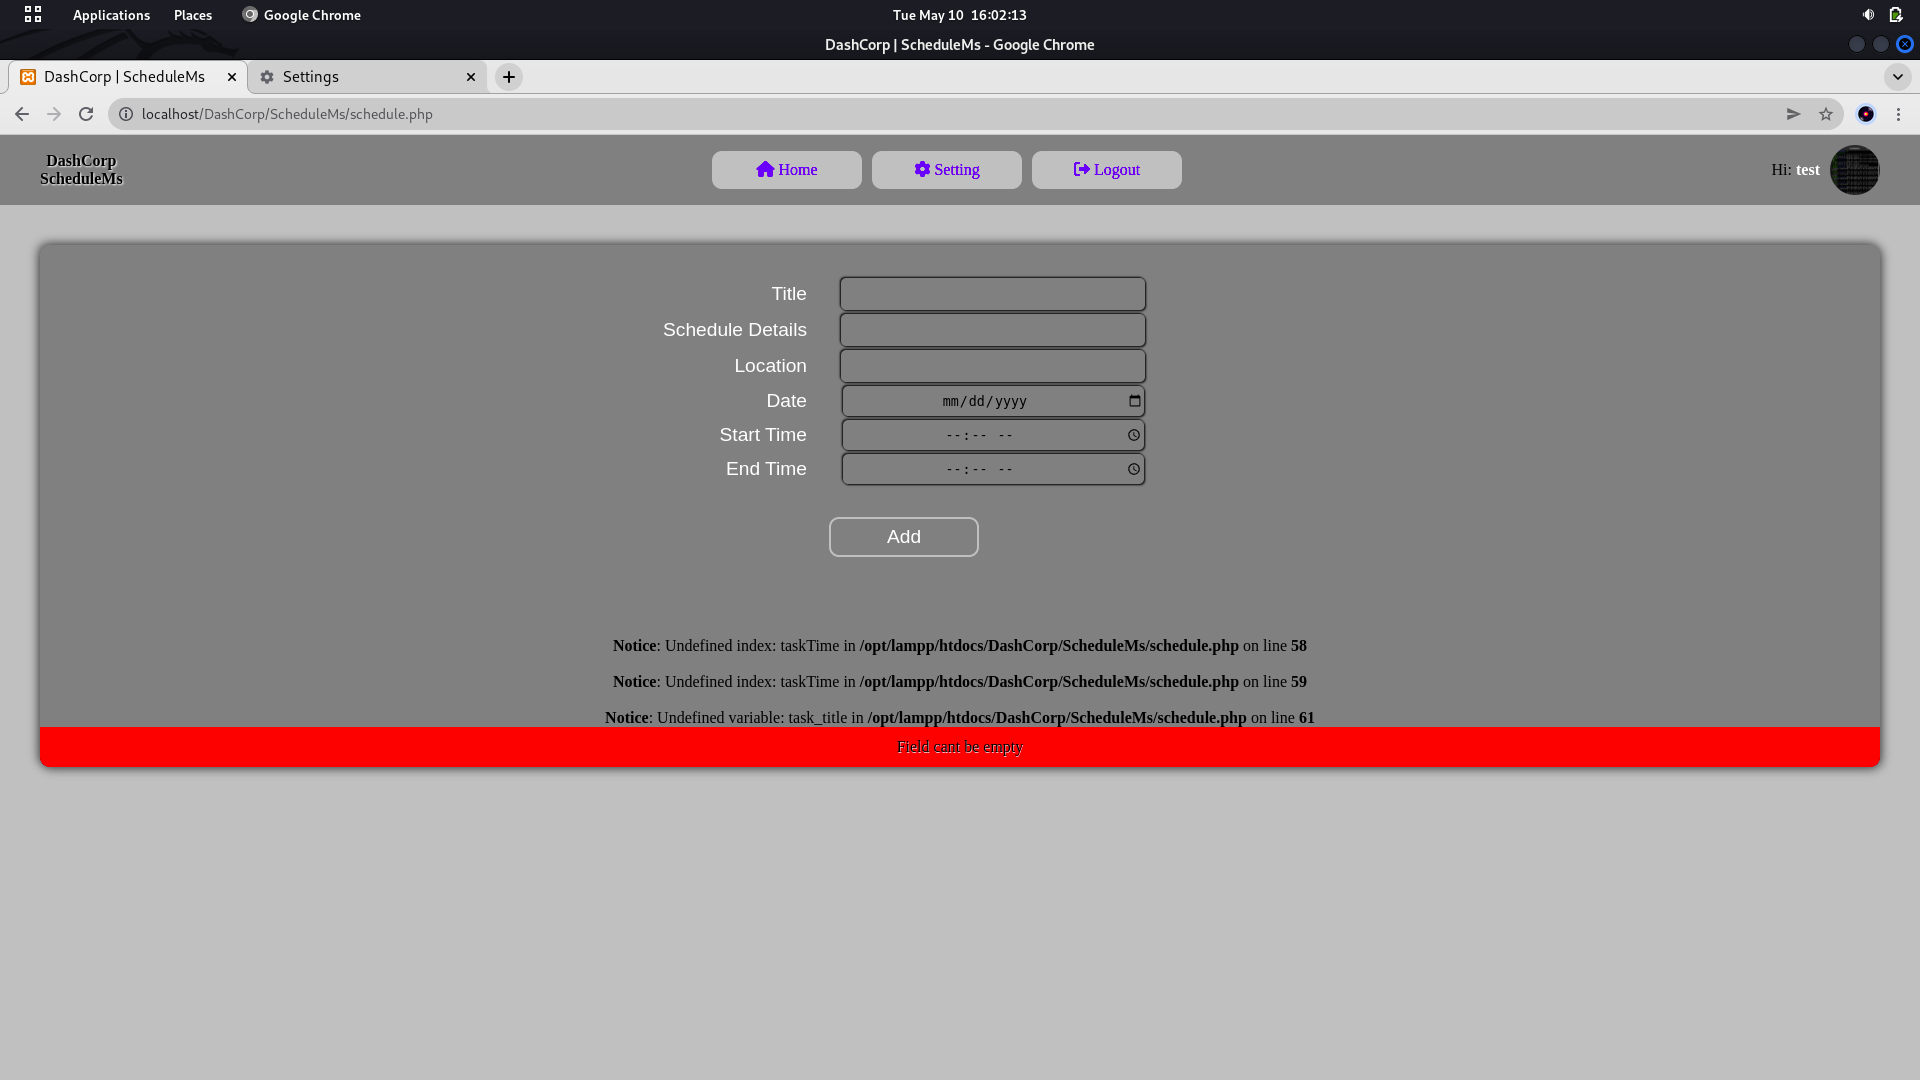 Applications Places Google Chrome Tue May 10 16:02:13
DashCorp | ScheduleMs - Google Chrome
DashCorp | ScheduleMs Settings
localhost/DashCorp/ScheduleMs/schedule.php
DashCorp
ScheduleMs
Home Setting Logout Hi: test
Title
Schedule Details
Location
Date mm/dd/yyyy
Start Time --:-- --
End Time --:-- --
Add
Notice: Undefined index: taskTime in /opt/lampp/htdocs/DashCorp/ScheduleMs/schedule.php on line 58
Notice: Undefined index: taskTime in /opt/lampp/htdocs/DashCorp/ScheduleMs/schedule.php on line 59
Notice: Undefined variable: task_title in /opt/lampp/htdocs/DashCorp/ScheduleMs/schedule.php on line 61
Field cant be empty